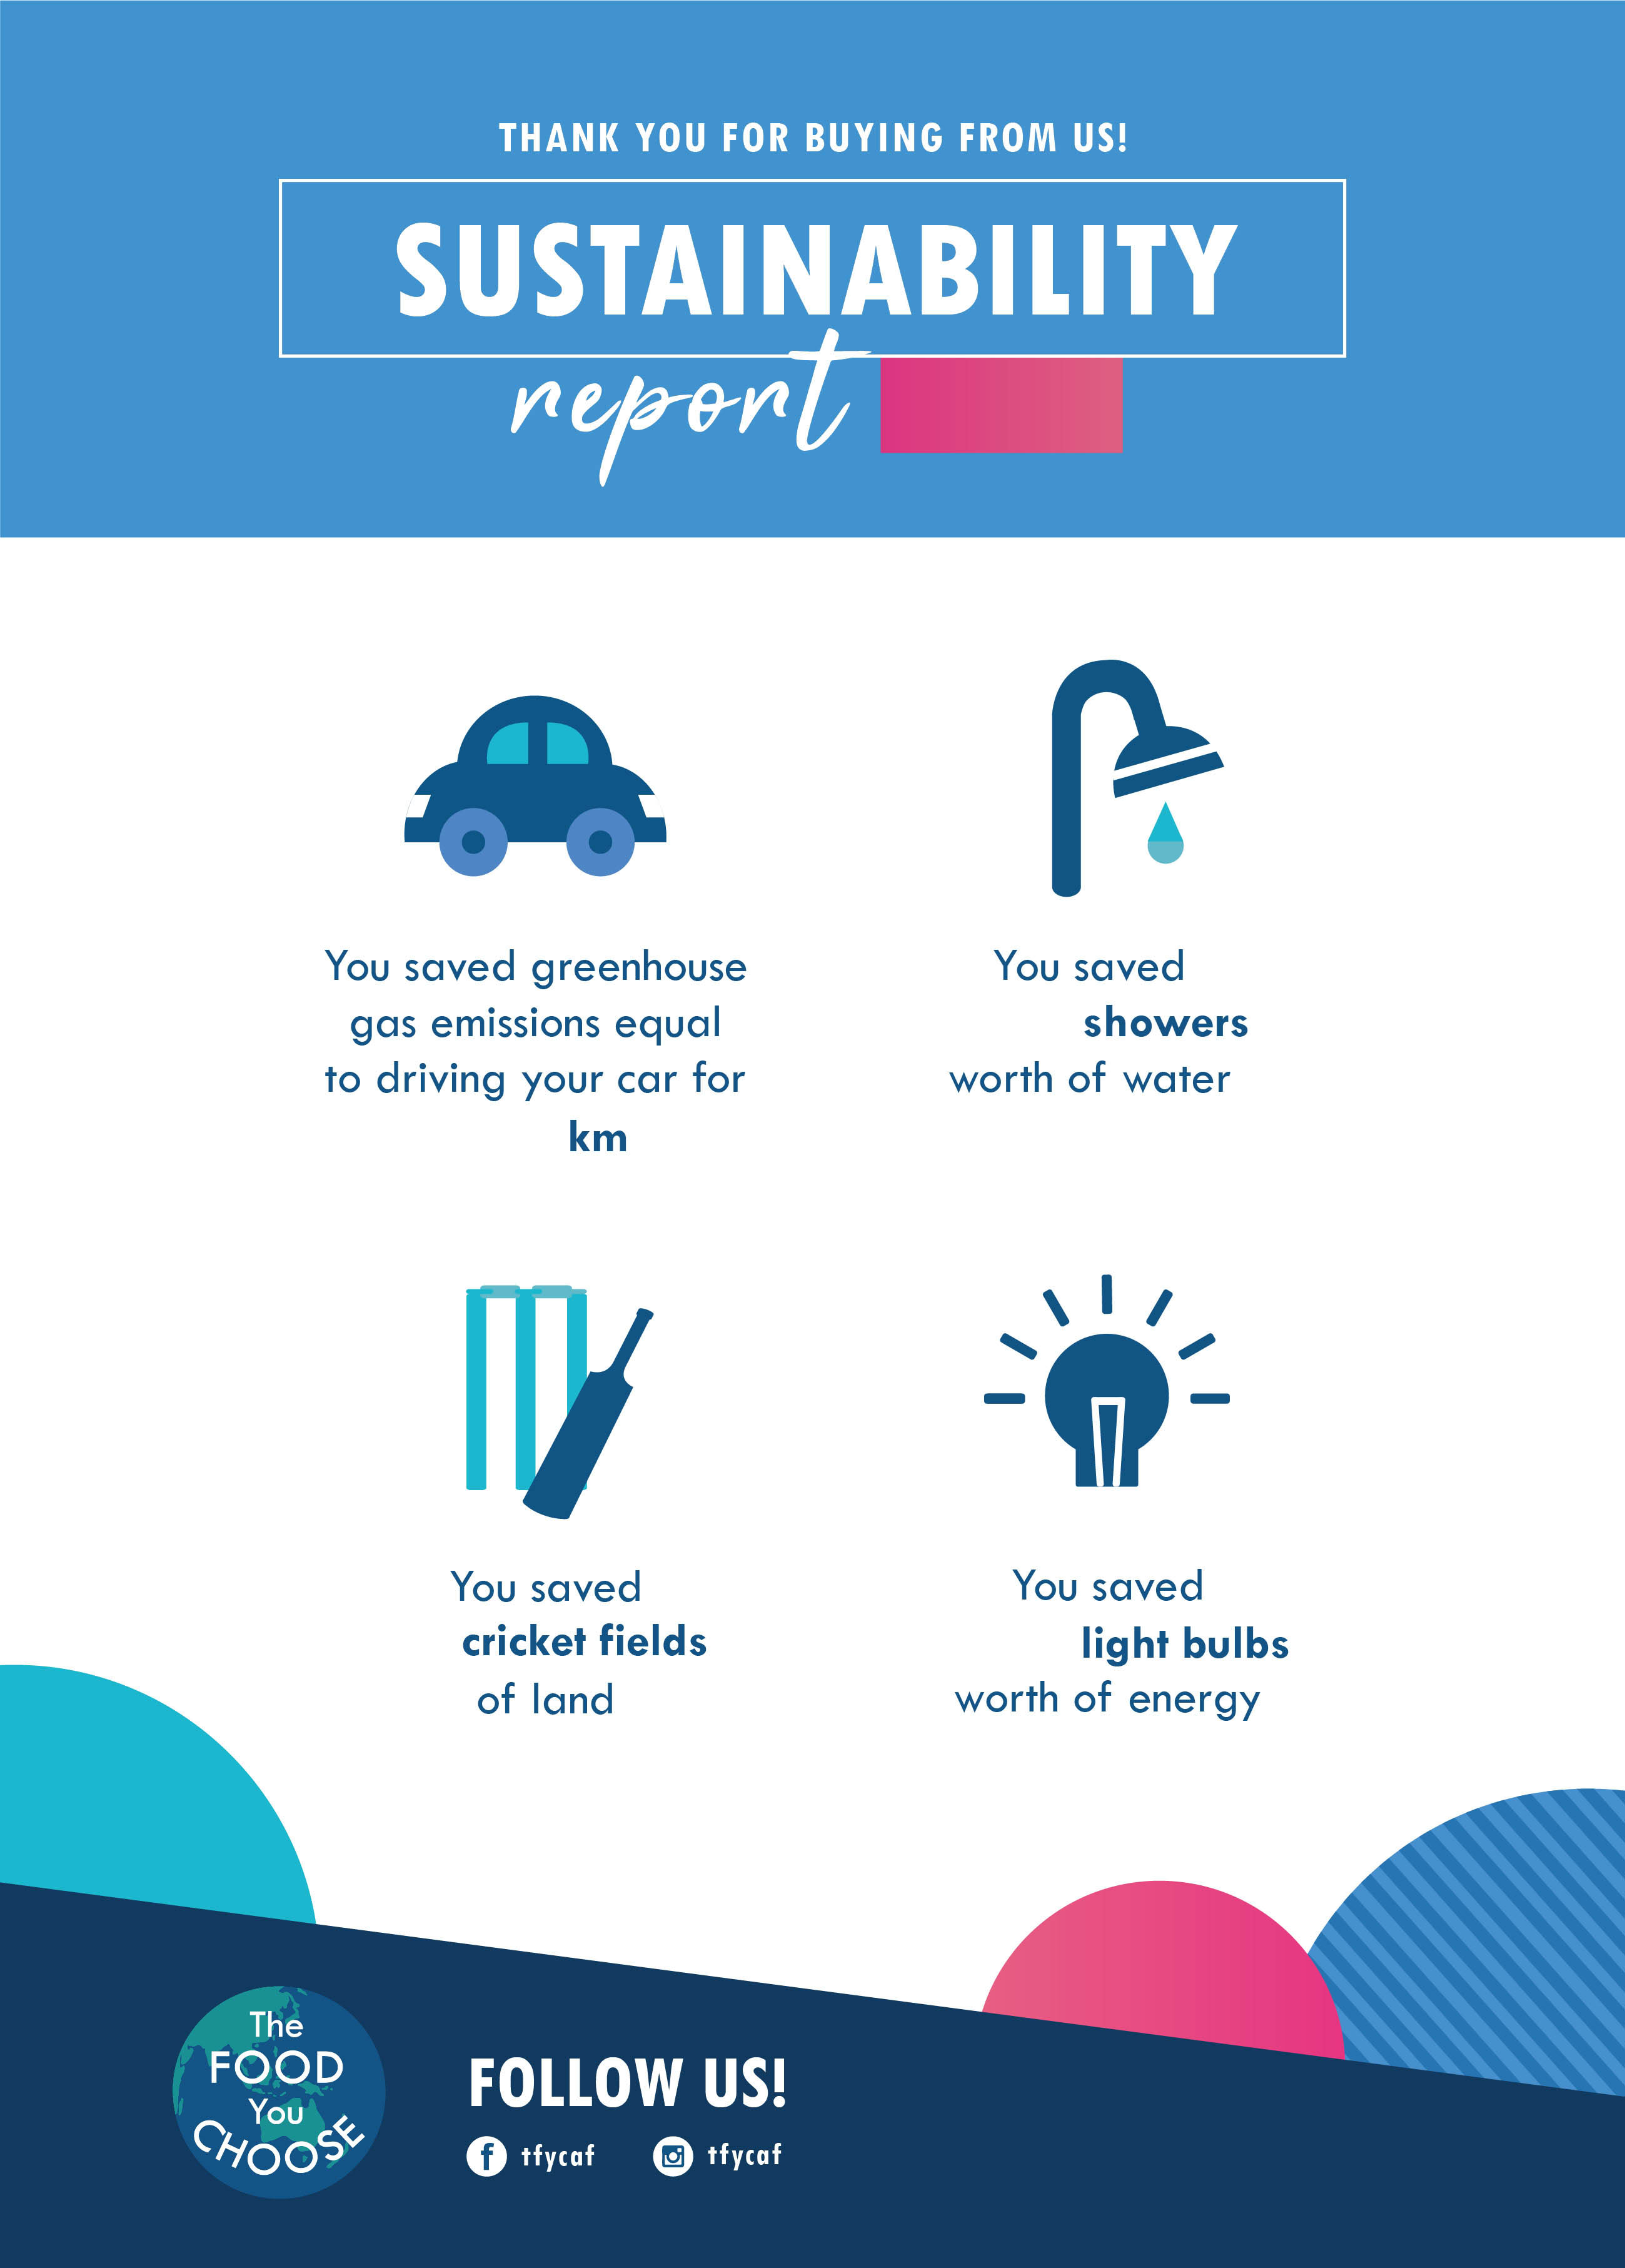 THANK YOU FOR BUYING FROM US!
SUSTAINABILITY
report
You saved greenhouse
gas emissions equal
to driving your car for
km
You saved
showers
worth of water
You saved
cricket fields
of land
You saved
light bulbs
worth of energy
The
FOOD
You
CHOOSE
FOLLOW US!
tfycaf
tfycaf